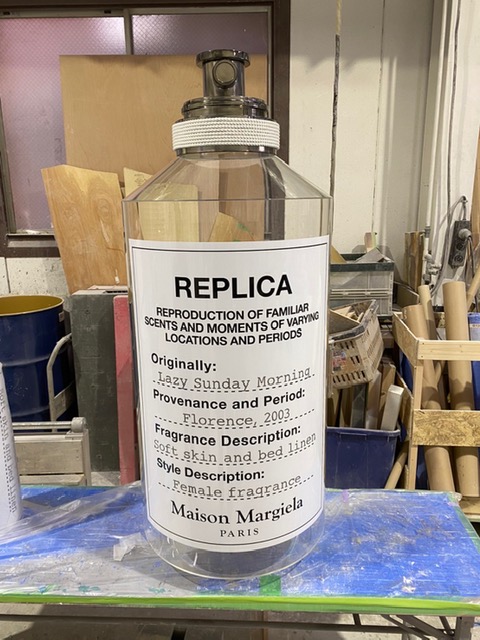 REPLICA
REPRODUCTION OF FAMILIAR
SCENTS AND MOMENTS OF VARYING
LOCATIONS AND PERIODS
Originally:
Lazy Sunday Morning
Provenance and Period:
Florence, 2003
Fragrance Description:
Soft skin and bed linen
Style Description:
Female fragrance
Maison Margiela
PARIS